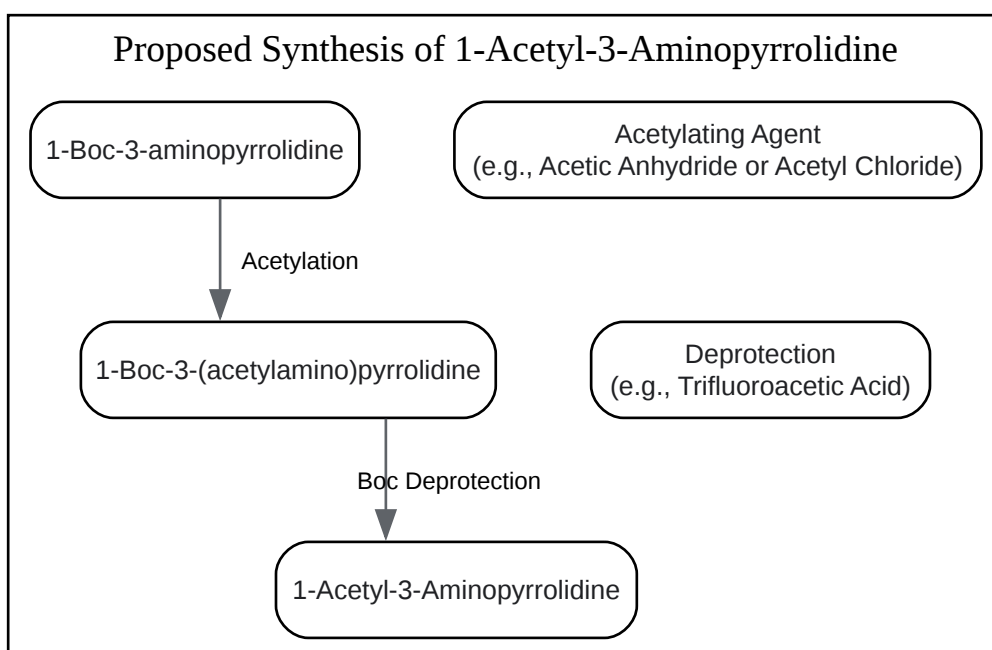 Proposed Synthesis of 1-Acetyl-3-Aminopyrrolidine
1-Boc-3-aminopyrrolidine
Acetylating Agent
(e.g., Acetic Anhydride or Acetyl Chloride)
Acetylation
1-Boc-3-(acetylamino)pyrrolidine
Deprotection
(e.g., Trifluoroacetic Acid)
Boc Deprotection
1-Acetyl-3-Aminopyrrolidine